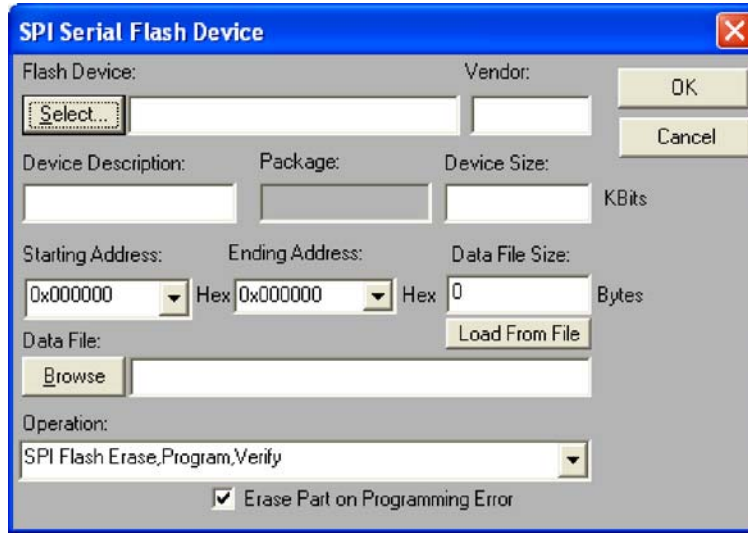 SPI Serial Flash Device
Flash Device: Vendor:
Select... OK
Cancel
Device Description: Package: Device Size:
KBits
Starting Address: Ending Address: Data File Size:
0x000000 Hex 0x000000 Hex 0 Bytes
Data File: Load From File
Browse
Operation:
SPI Flash Erase,Program,Verify
Erase Part on Programming Error